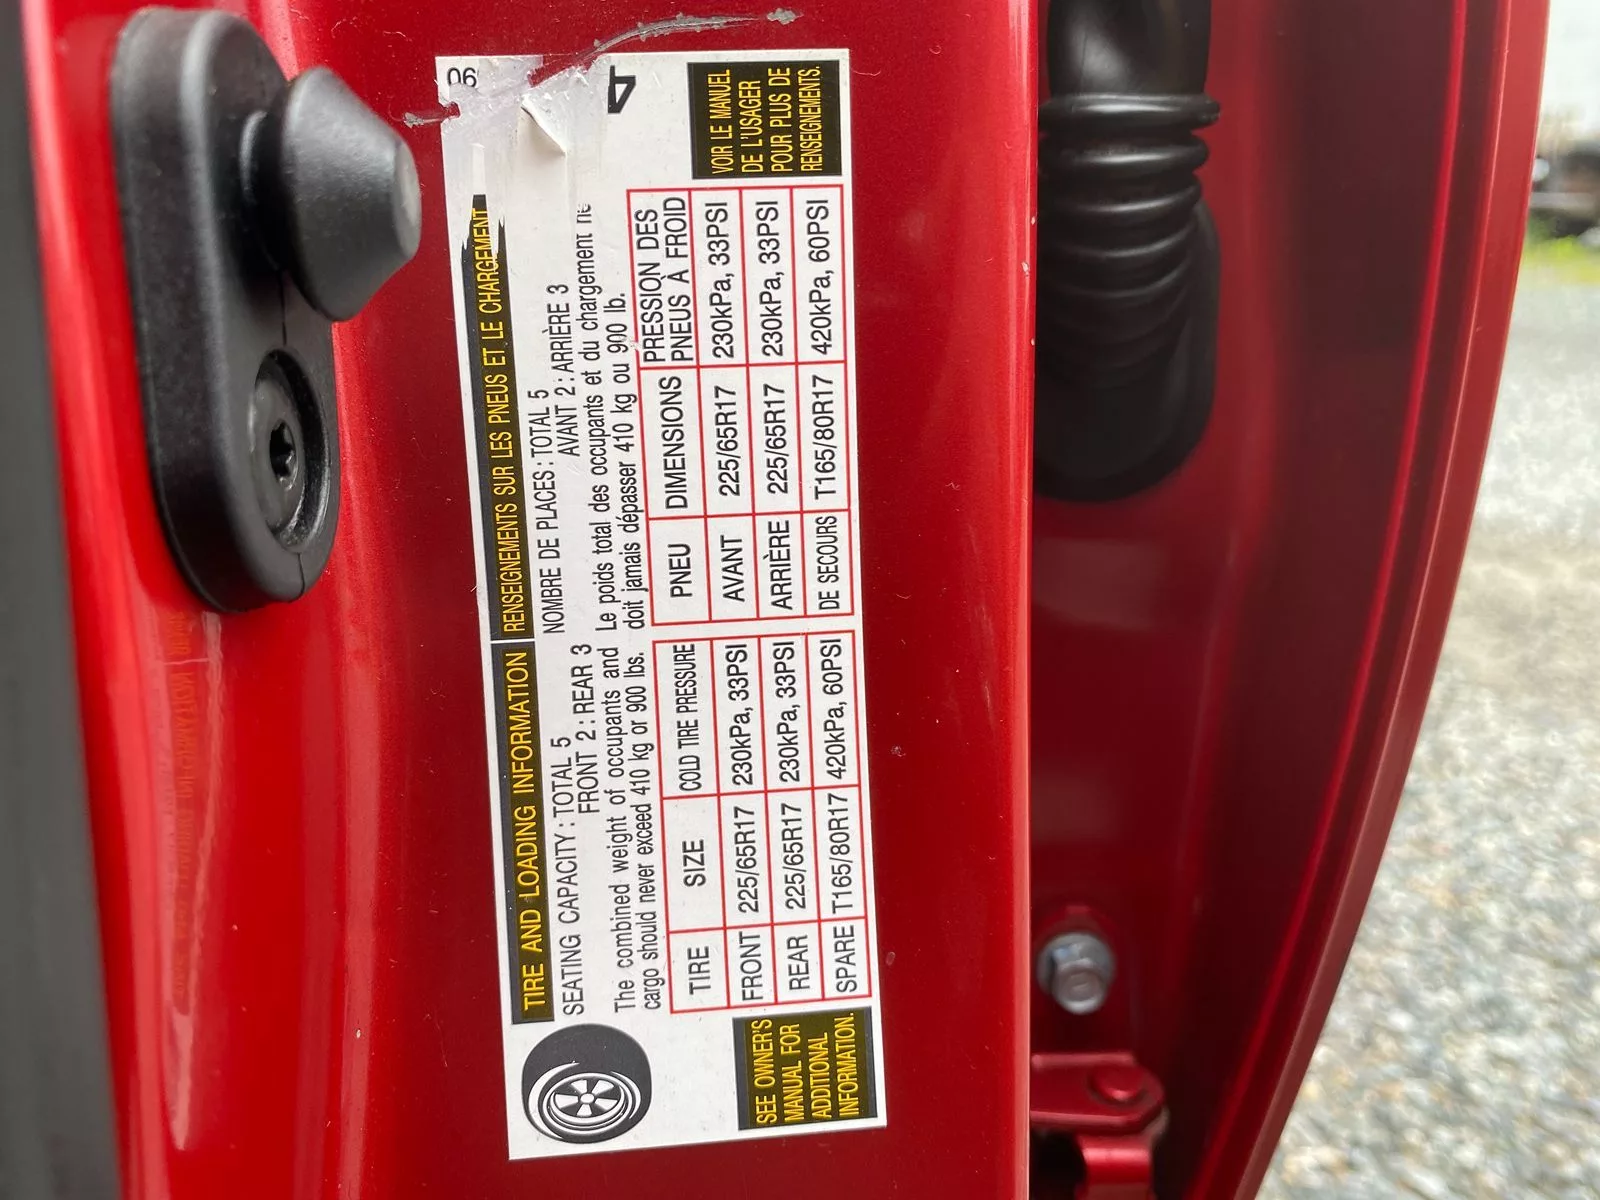 TIRE AND LOADING INFORMATION
SEATING CAPACITY : TOTAL 5
FRONT 2 : REAR 3
The combined weight of occupants and
cargo should never exceed 410 kg or 900 lbs.
TIRE SIZE COLD TIRE PRESSURE
FRONT 225/65R17 230kPa, 33PSI
REAR 225/65R17 230kPa, 33PSI
SPARE T165/80R17 420kPa, 60PSI
SEE OWNER'S
MANUAL FOR
ADDITIONAL
INFORMATION.
RENSEIGNEMENTS SUR LES PNEUS ET LE CHARGEMENT
NOMBRE DE PLACES : TOTAL 5
AVANT 2 : ARRIÈRE 3
Le poids total des occupants et du chargement ne
doit jamais dépasser 410 kg ou 900 lb.
PNEU DIMENSIONS PRESSION DES
PNEUS À FROID
AVANT 225/65R17 230kPa, 33PSI
ARRIÈRE 225/65R17 230kPa, 33PSI
DE SECOURS T165/80R17 420kPa, 60PSI
VOIR LE MANUEL
DE L'USAGER
POUR PLUS DE
RENSEIGNEMENTS.
06
4